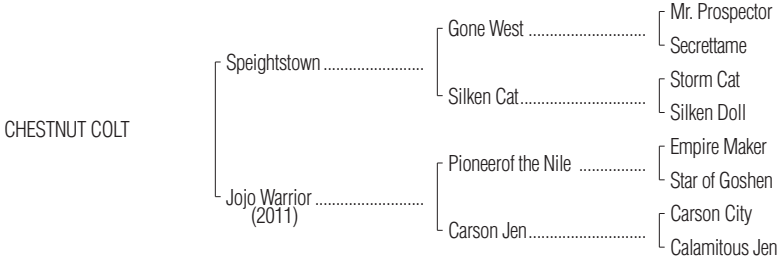 Mr. Prospector
Gone West
Secrettame
Speightstown
Storm Cat
Silken Cat
Silken Doll
CHESTNUT COLT
Empire Maker
Pioneerof the Nile
Star of Goshen
Jojo Warrior
(2011)
Carson City
Carson Jen
Calamitous Jen